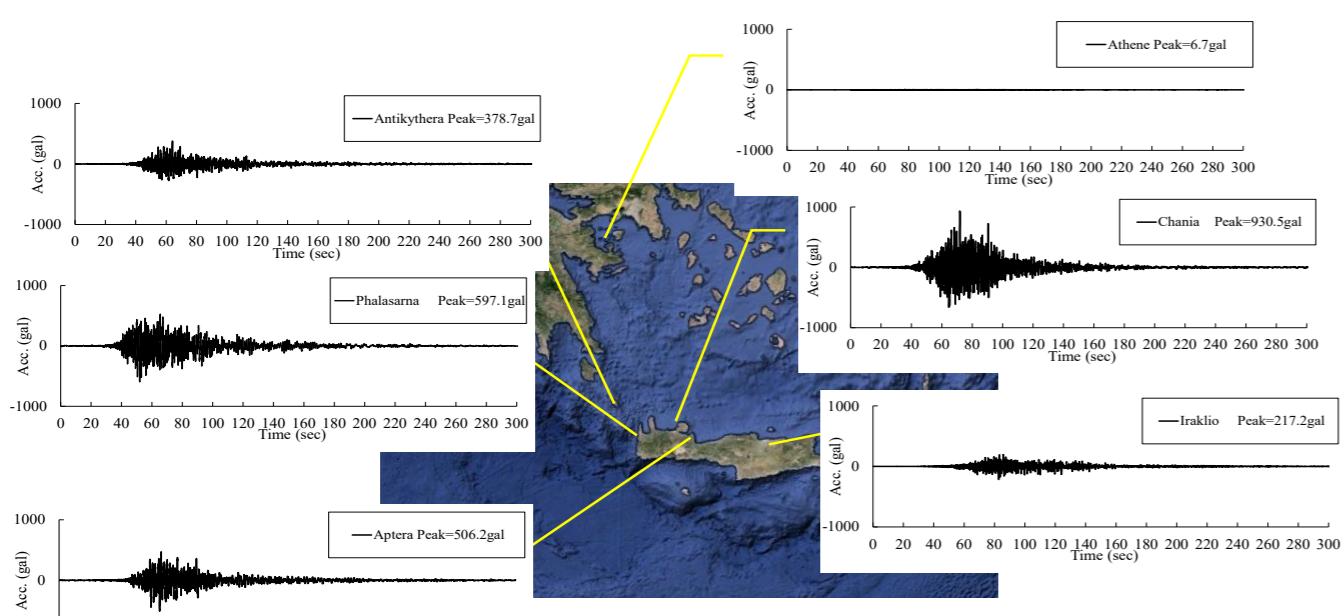 1000
Athene Peak=6.7gal
Acc. (gal)
0
-1000
0 20 40 60 80 100 120 140 160 180 200 220 240 260 280 300
Time (sec)
1000
Antikythera Peak=378.7gal
Acc. (gal)
0
-1000
0 20 40 60 80 100 120 140 160 180 200 220 240 260 280 300
Time (sec)
1000
Chania Peak=930.5gal
Acc. (gal)
0
-1000
0 20 40 60 80 100 120 140 160 180 200 220 240 260 280 300
Time (sec)
1000
Phalasarna Peak=597.1gal
Acc. (gal)
0
-1000
0 20 40 60 80 100 120 140 160 180 200 220 240 260 280 300
Time (sec)
1000
Iraklio Peak=217.2gal
Acc. (gal)
0
-1000
0 20 40 60 80 100 120 140 160 180 200 220 240 260 280 300
Time (sec)
1000
Aptera Peak=506.2gal
Acc. (gal)
0